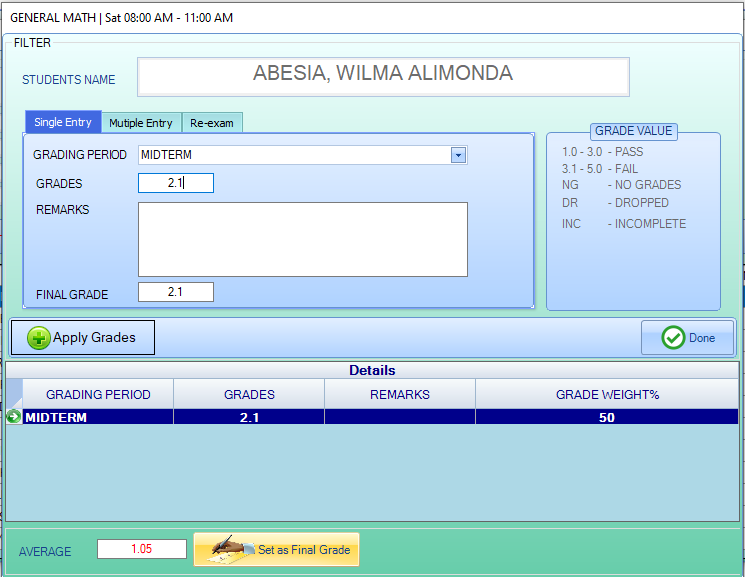 GENERAL MATH | Sat 08:00 AM - 11:00 AM
FILTER
STUDENTS NAME ABESIA, WILMA ALIMONDA
Single Entry Mutiple Entry Re-exam
GRADING PERIOD MIDTERM
GRADES 2.1
REMARKS
FINAL GRADE 2.1
GRADE VALUE
1.0 - 3.0 - PASS
3.1 - 5.0 - FAIL
NG - NO GRADES
DR - DROPPED
INC - INCOMPLETE
Apply Grades Done
Details
GRADING PERIOD GRADES REMARKS GRADE WEIGHT%
MIDTERM 2.1 50
AVERAGE 1.05 Set as Final Grade